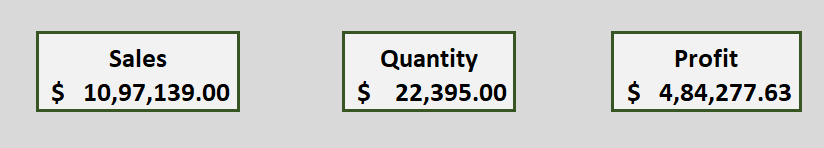 Sales
$ 10,97,139.00
Quantity
$ 22,395.00
Profit
$ 4,84,277.63